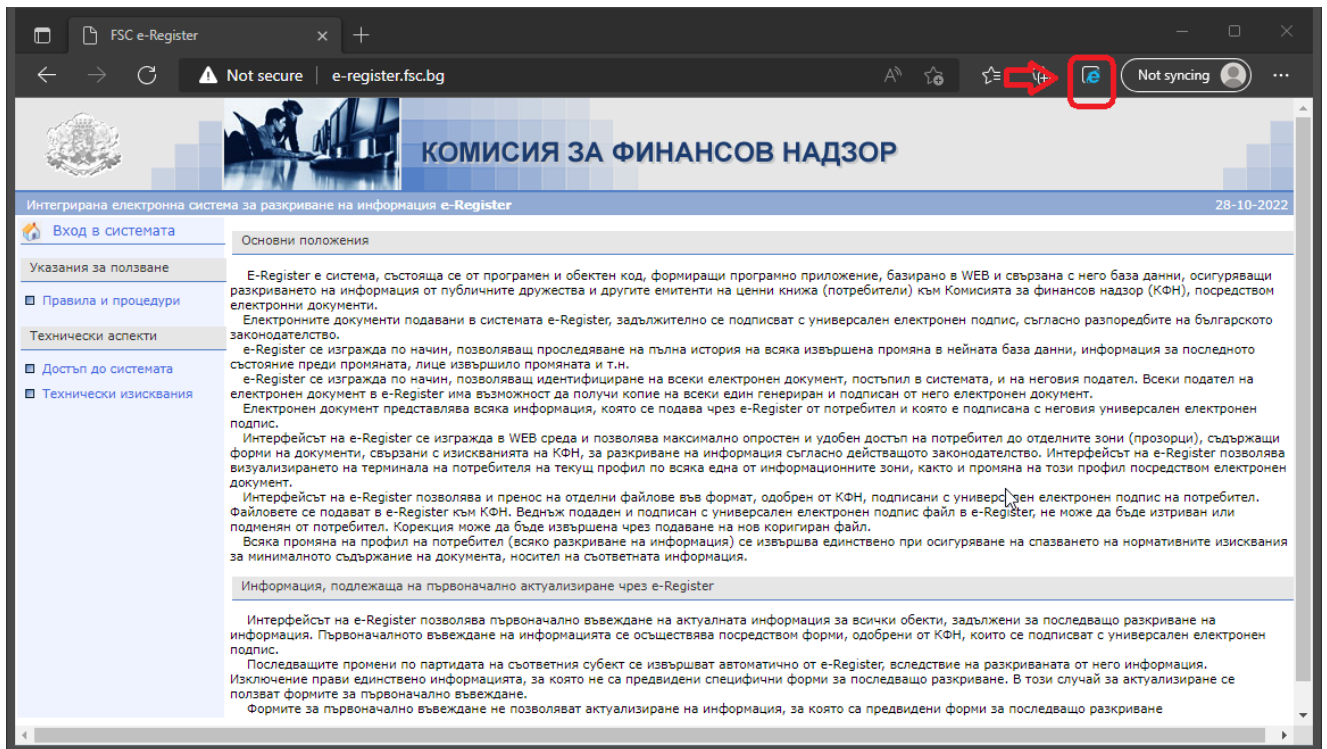 FSC e-Register
Not secure
e-register.fsc.bg
Not syncing
КОМИСИЯ ЗА ФИНАНСОВ НАДЗОР
Интегрирана електронна система за разкриване на информация e-Register
28-10-2022
Вход в системата
Указания за ползване
Правила и процедури
Технически аспекти
Достъп до системата
Технически изисквания
Основни положения
E-Register е система, състояща се от програмен и обектен код, формиращи програмно приложение, базирано в WEB и свързана с него база данни, осигуряващи
разкриването на информация от публичните дружества и другите емитенти на ценни книжа (потребители) към Комисията за финансов надзор (КФН), посредством
електронни документи.
Електронните документи подавани в системата e-Register, задължително се подписват с универсален електронен подпис, съгласно разпоредбите на българското
законодателство.
e-Register се изгражда по начин, позволяващ проследяване на пълна история на всяка извършена промяна в нейната база данни, информация за последното
състояние преди промяната, лице извършило промяната и т.н.
e-Register се изгражда по начин, позволяващ идентифициране на всеки електронен документ, постъпил в системата, и на неговия подател. Всеки подател на
електронен документ в e-Register има възможност да получи копие на всеки един генериран и подписан от него електронен документ.
Електронен документ представлява всяка информация, която се подава чрез e-Register от потребител и която е подписана с неговия универсален електронен
подпис.
Интерфейсът на e-Register се изгражда в WEB среда и позволява максимално опростен и удобен достъп на потребител до отделните зони (прозорци), съдържащи
форми на документи, свързани с изискванията на КФН, за разкриване на информация съгласно действащото законодателство. Интерфейсът на e-Register позволява
визуализирането на терминала на потребителя на текущ профил по всяка една от информационните зони, както и промяна на този профил посредством електронен
документ.
Интерфейсът на e-Register позволява и пренос на отделни файлове във формат, одобрен от КФН, подписани с универсален електронен подпис на потребител.
Файловете се подават в e-Register към КФН. Веднъж подаден и подписан с универсален електронен подпис файл в e-Register, не може да бъде изтриван или
подменян от потребител. Корекция може да бъде извършена чрез подаване на нов коригиран файл.
Всяка промяна на профил на потребител (всяко разкриване на информация) се извършва единствено при осигуряване на спазването на нормативните изисквания
за минималното съдържание на документа, носител на съответната информация.
Информация, подлежаща на първоначално актуализиране чрез e-Register
Интерфейсът на e-Register позволява първоначално въвеждане на актуалната информация за всички обекти, задължени за последващо разкриване на
информация. Първоначалното въвеждане на информацията се осъществява посредством форми, одобрени от КФН, които се подписват с универсален електронен
подпис.
Последващите промени по партидата на съответния субект се извършват автоматично от e-Register, вследствие на разкриваната от него информация.
Изключение прави единствено информацията, за която не са предвидени специфични форми за последващо разкриване. В този случай за актуализиране се
ползват формите за първоначално въвеждане.
Формите за първоначално въвеждане не позволяват актуализиране на информация, за която са предвидени форми за последващо разкриване